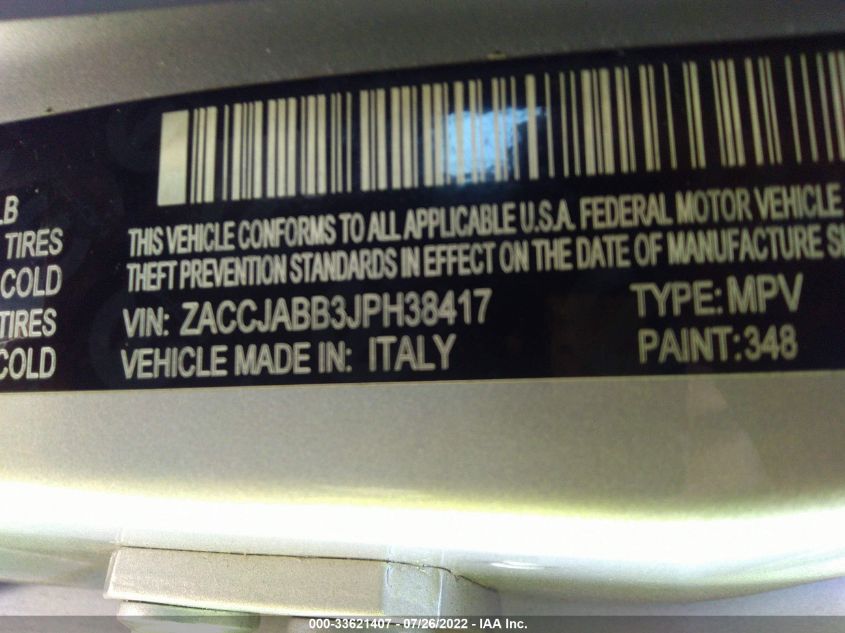 LB
TIRES
COLD
TIRES
COLD
THIS VEHICLE CONFORMS TO ALL APPLICABLE U.S.A. FEDERAL MOTOR VEHICLE
THEFT PREVENTION STANDARDS IN EFFECT ON THE DATE OF MANUFACTURE
VIN: ZACCJABB3JPH38417 TYPE: MPV
VEHICLE MADE IN: ITALY PAINT: 348
000-33621407 - 07/26/2022 - IAA Inc.